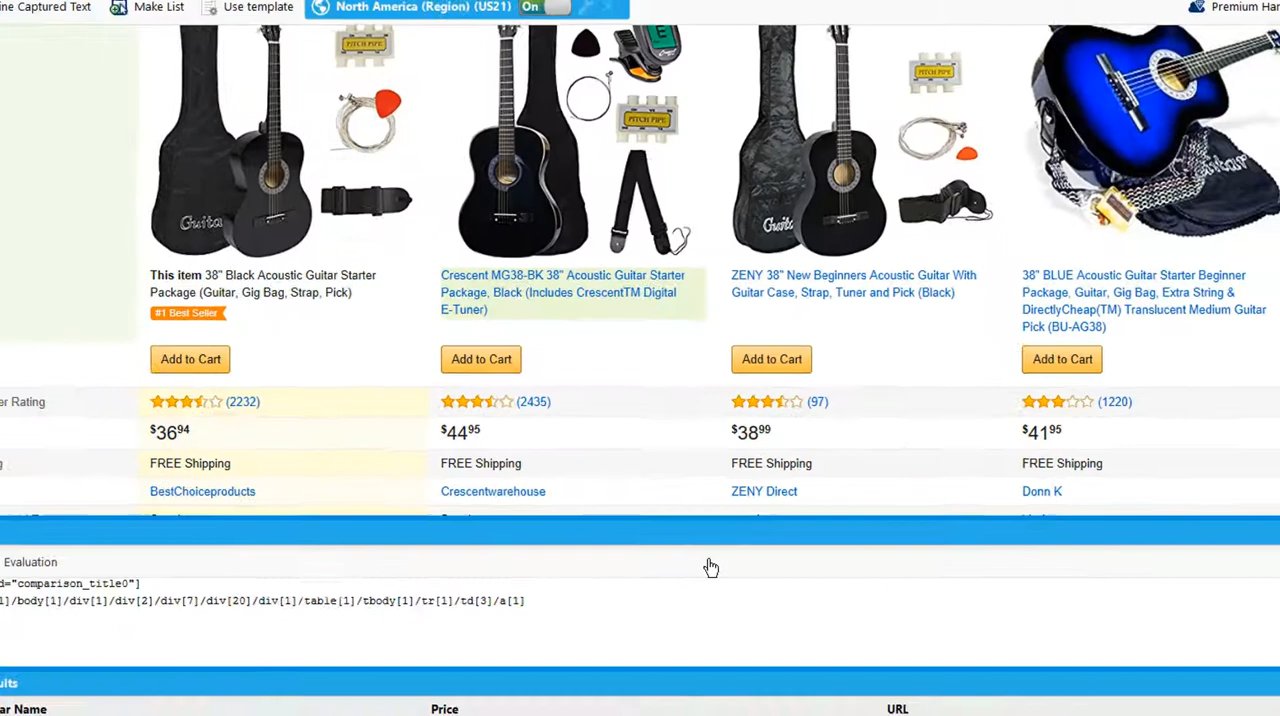 ine Captured Text
Make List
Use template
North America (Region) (US21)
On
Premium Har
PITCH PIPE
PITCH PIPE
PITCH PIPE
Guitar
Guita
This item 38" Black Acoustic Guitar Starter
Package (Guitar, Gig Bag, Strap, Pick)
#1 Best Seller
Crescent MG38-BK 38" Acoustic Guitar Starter
Package, Black (Includes CrescentTM Digital
E-Tuner)
ZENY 38" New Beginners Acoustic Guitar With
Guitar Case, Strap, Tuner and Pick (Black)
38" BLUE Acoustic Guitar Starter Beginner
Package, Guitar, Gig Bag, Extra String &
DirectlyCheap(TM) Translucent Medium Guitar
Pick (BU-AG38)
Add to Cart
Add to Cart
Add to Cart
Add to Cart
er Rating
(2232)
(2435)
(97)
(1220)
$36 94
$44 95
$38 99
$41 95
FREE Shipping
FREE Shipping
FREE Shipping
FREE Shipping
BestChoiceproducts
Crescentwarehouse
ZENY Direct
Donn K
Evaluation
d="comparison_title0"]
1]/body[1]/div[1]/div[2]/div[7]/div[20]/div[1]/table[1]/tbody[1]/tr[1]/td[3]/a[1]
ults
ar Name
Price
URL